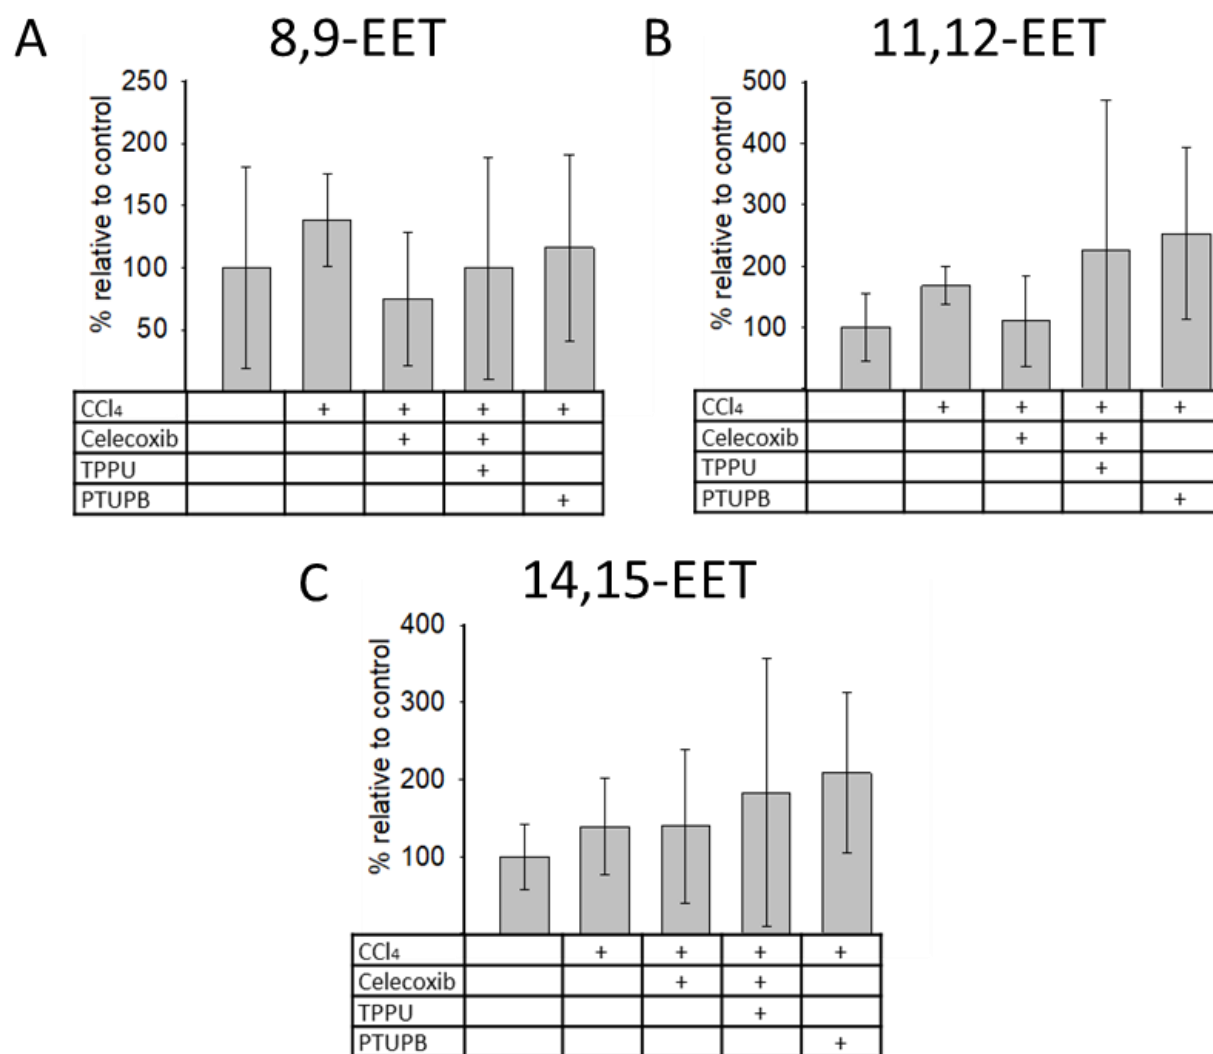 A
8,9-EET
% relative to control
250
200
150
100
50
CCl₄ + + + +
Celecoxib + +
TPPU +
PTUPB +
B
11,12-EET
% relative to control
500
400
300
200
100
CCl₄ + + + +
Celecoxib + +
TPPU +
PTUPB +
C
14,15-EET
% relative to control
400
300
200
100
CCl₄ + + + +
Celecoxib + +
TPPU +
PTUPB +